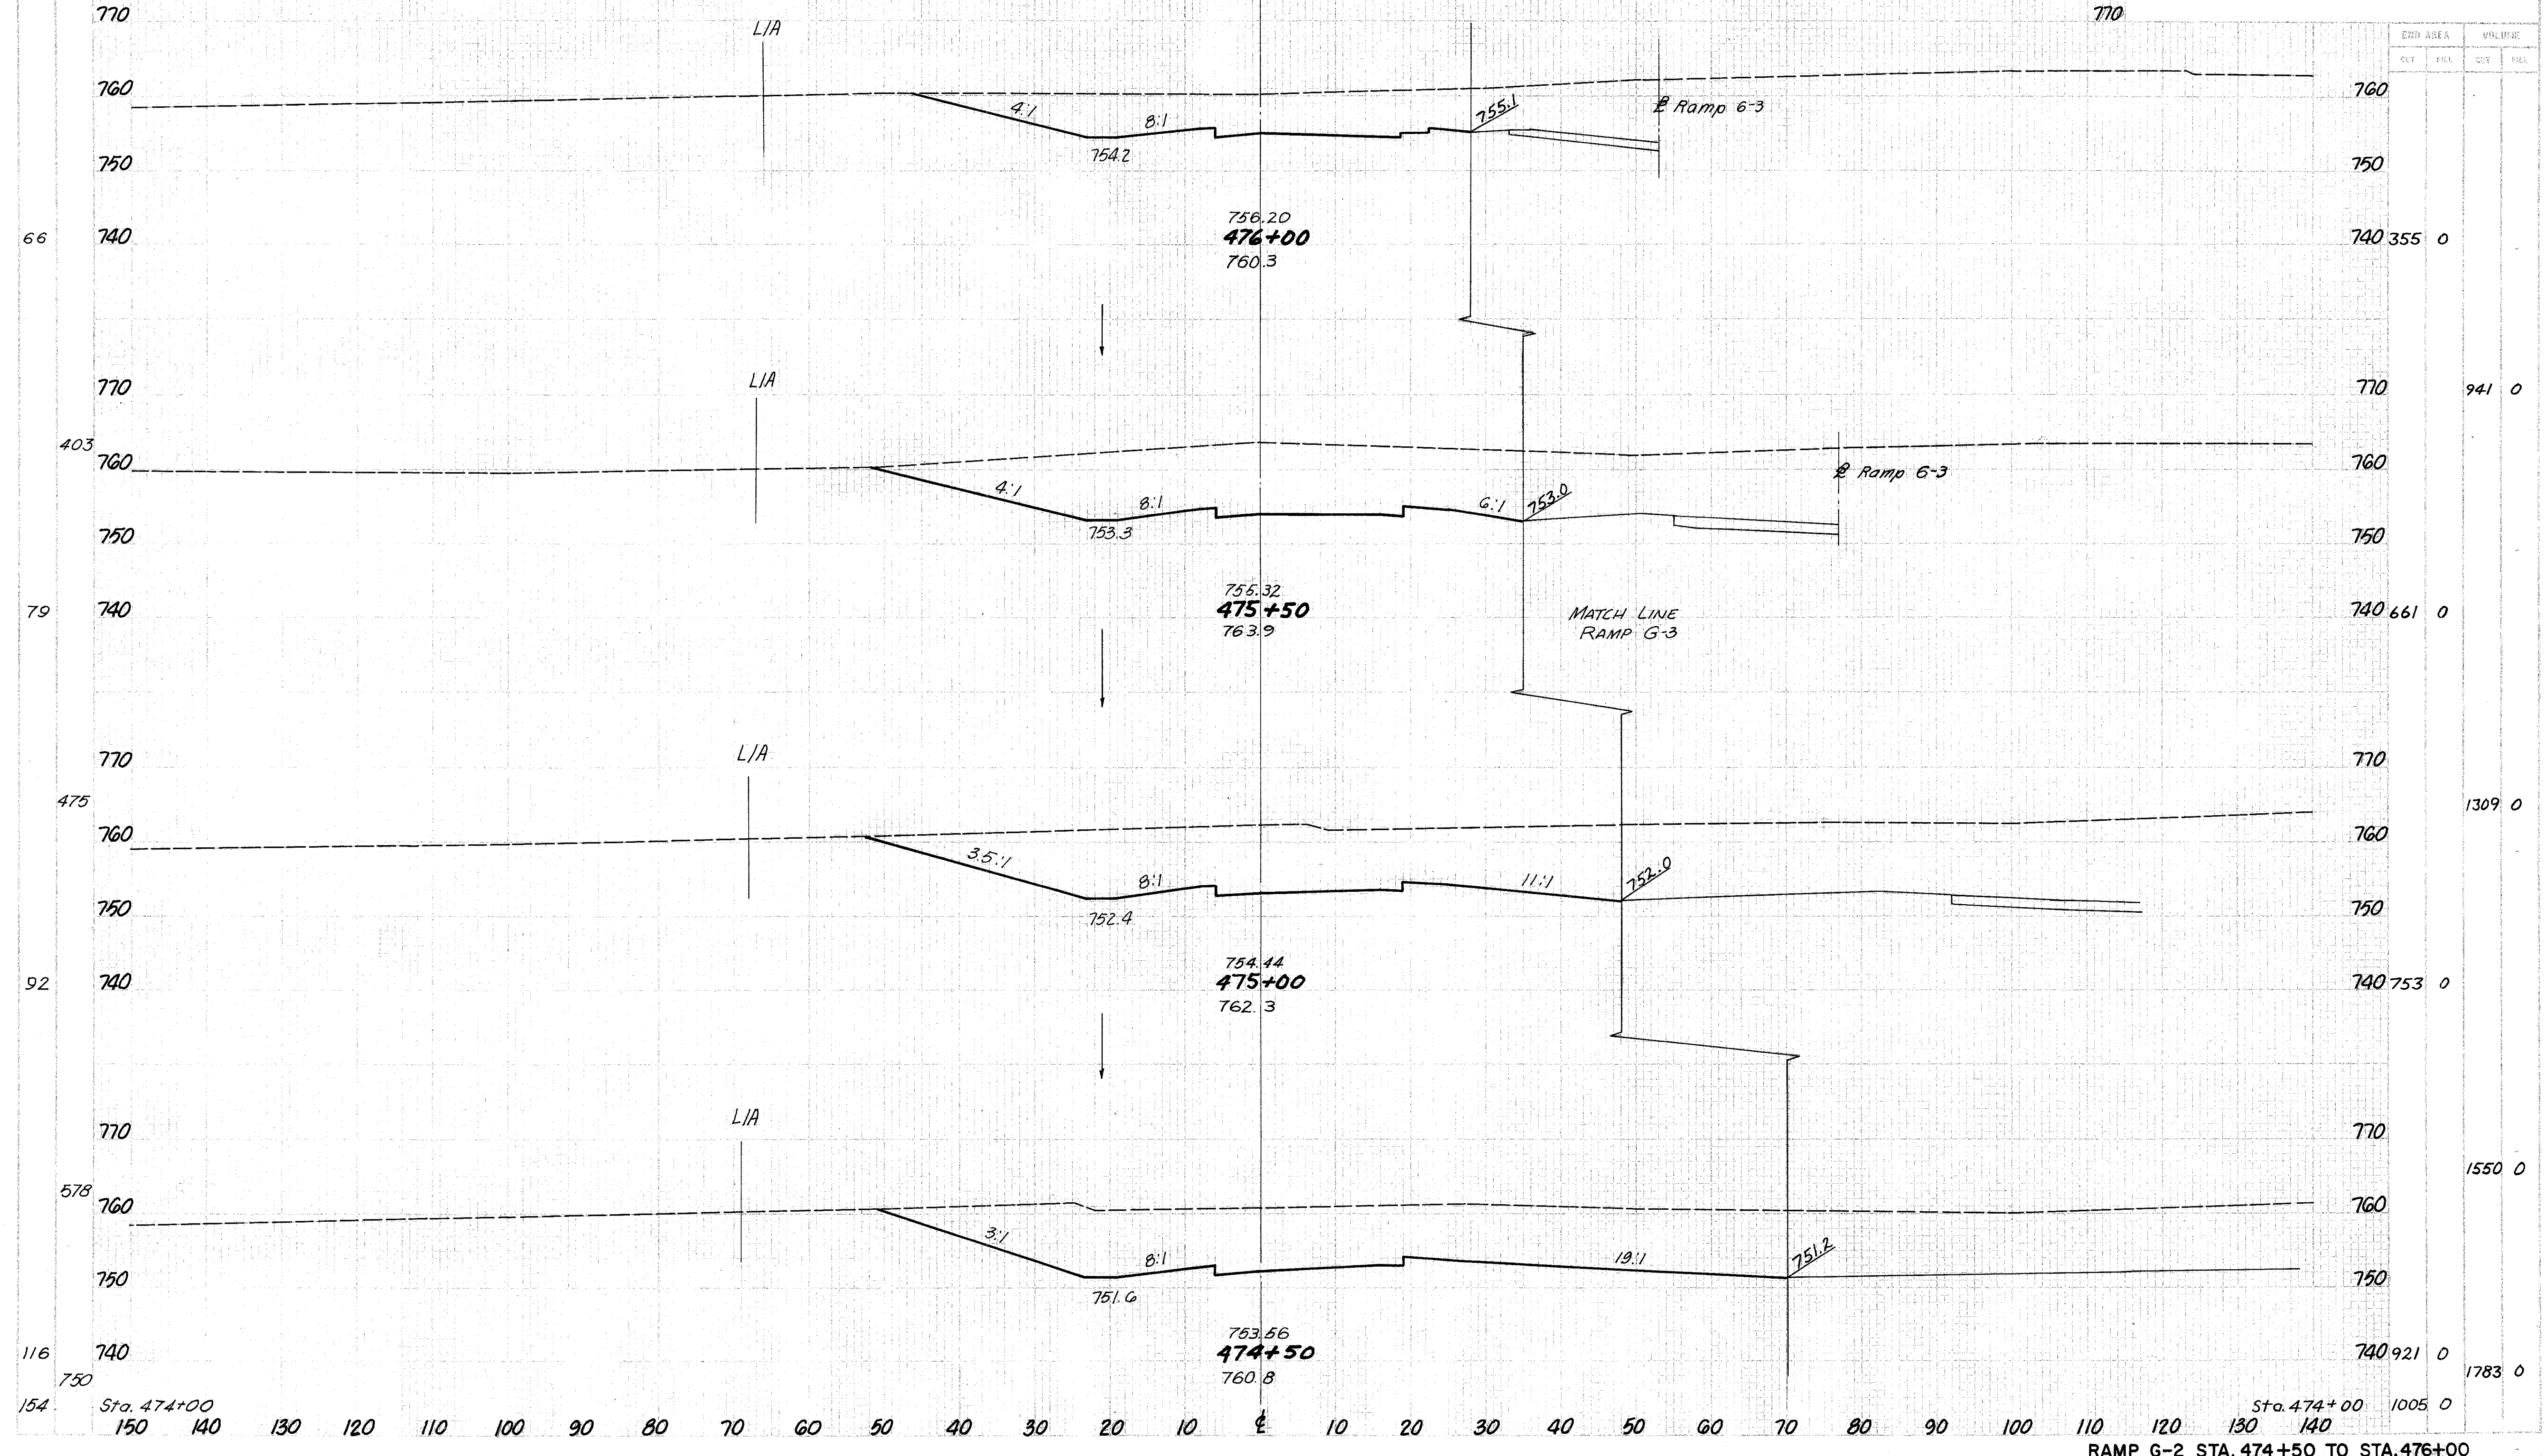 770 770
L/A
END AREA VOLUME
CUT FILL CUT FILL
760 4:1 8:1 755.1 ⅊ Ramp 6-3 760
750 754.2 750
756.20
66 740 476+00 740 355 0
760.3
L/A
770 770 941 0
403
760 ⅊ Ramp 6-3 760
4:1 8:1 6:1 753.0
750 753.3 750
755.32
79 740 475+50 MATCH LINE 740 661 0
763.9 RAMP G-3
L/A
770 770
475 1309 0
760 760
3.5:1 8:1 11:1 752.0
750 752.4 750
754.44
92 740 475+00 740 753 0
762.3
L/A
770 770
1550 0
578
760 760
3:1 8:1 19:1 751.2
750 751.6 750
753.56
116 740 474+50 740 921 0
750 760.8 1783 0
154 Sta. 474+00 Sta. 474+00 1005 0
150 140 130 120 110 100 90 80 70 60 50 40 30 20 10 ℄ 10 20 30 40 50 60 70 80 90 100 110 120 130 140
RAMP G-2 STA. 474+50 TO STA. 476+00